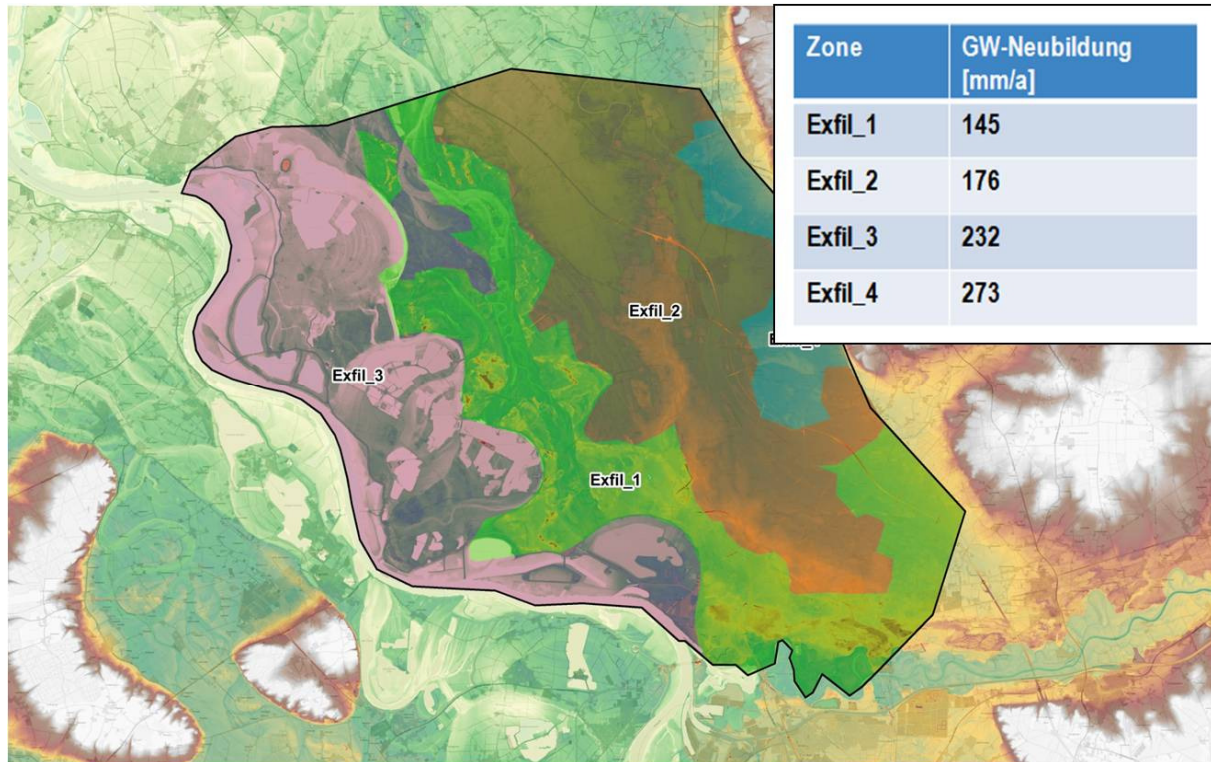 Zone GW-Neubildung
[mm/a]
Exfil_1 145
Exfil_2 176
Exfil_3 232
Exfil_4 273
Exfil_2
Exfil_3
Exfil_1